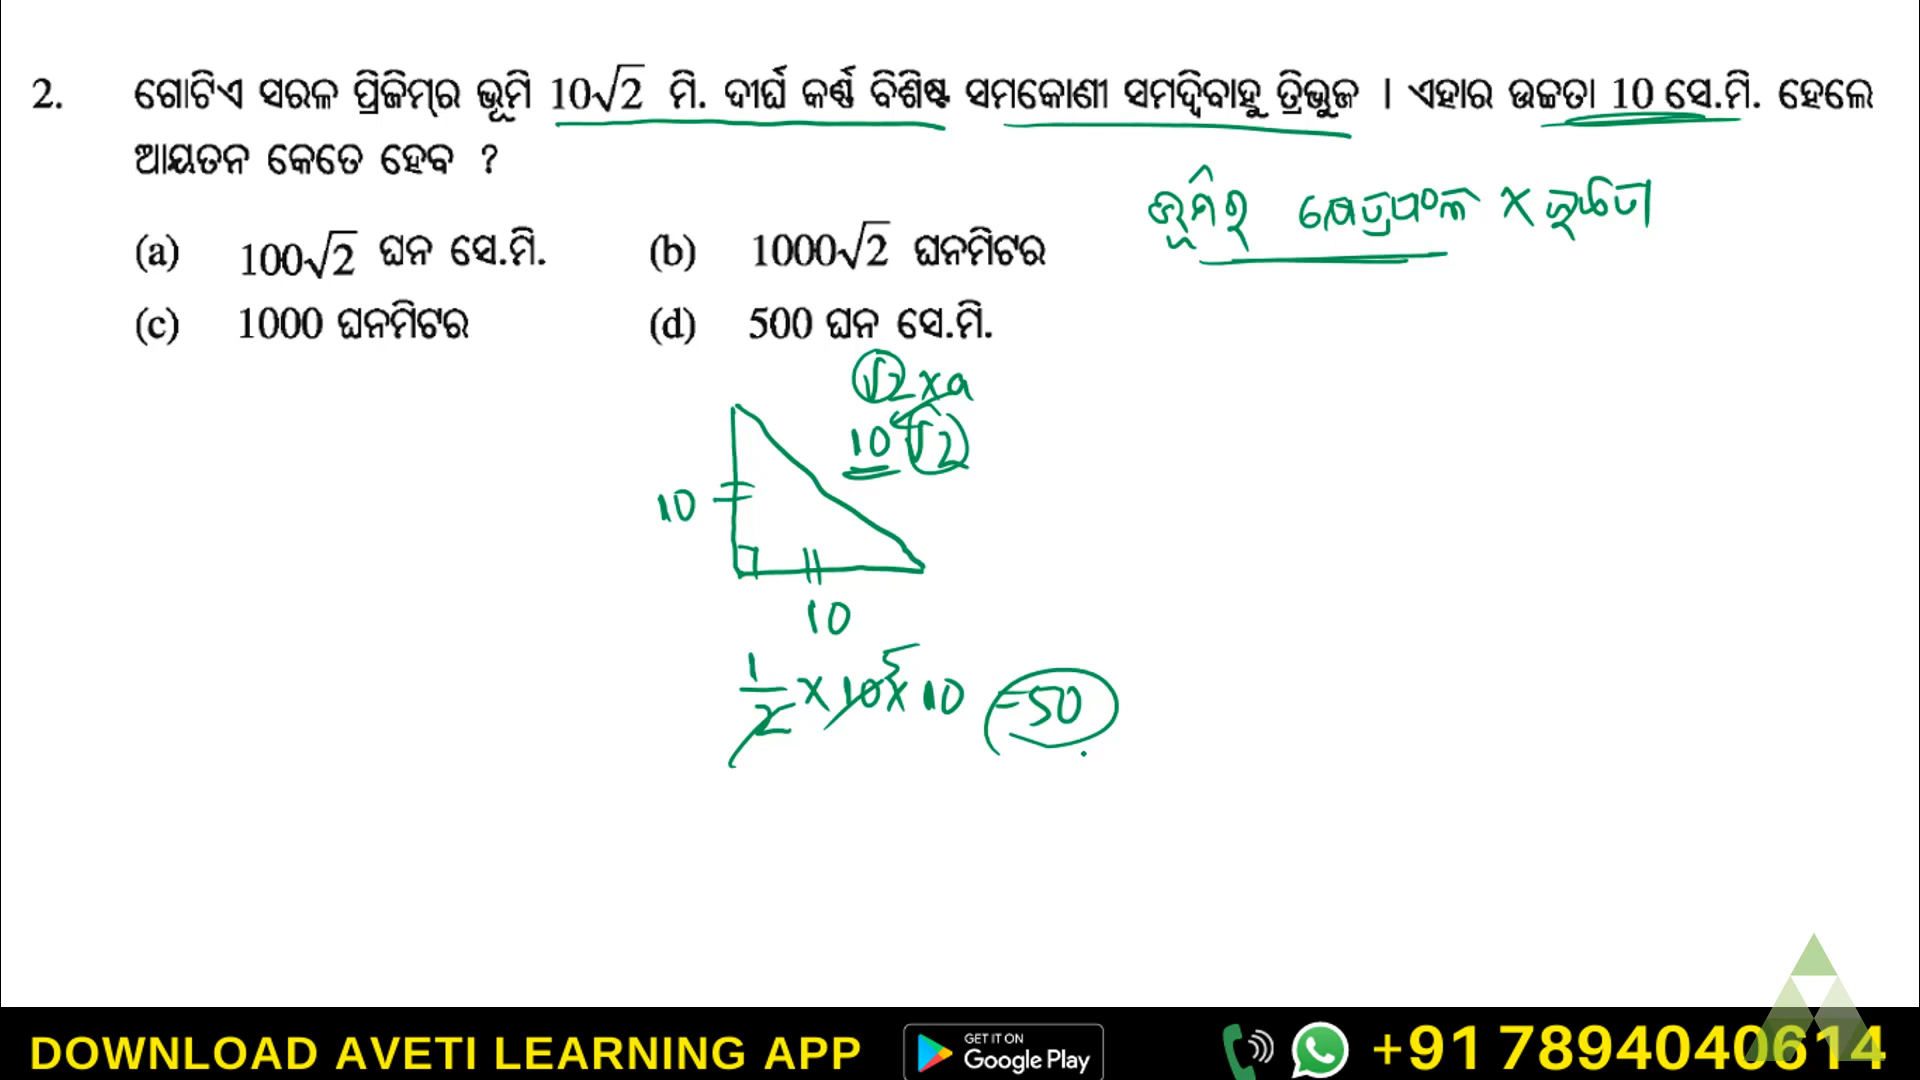 2. ଗୋଟିଏ ସରଳ ପ୍ରିଜିମ୍‌ର ଭୂମି 10√2 ମି. ଦୀର୍ଘ କର୍ଣ୍ଣ ବିଶିଷ୍ଟ ସମକୋଣୀ ସମଦ୍ୱିବାହୁ ତ୍ରିଭୁଜ । ଏହାର ଉଚ୍ଚତା 10 ସେ.ମି. ହେଲେ
ଆୟତନ କେତେ ହେବ ?
ଭୂମିର କ୍ଷେତ୍ରଫଳ × ଉଚ୍ଚତା
(a) 100√2 ଘନ ସେ.ମି. (b) 1000√2 ଘନମିଟର
(c) 1000 ଘନମିଟର (d) 500 ଘନ ସେ.ମି.
√2 × a
10√2
10
10
1/2 × 10 5 × 10 = 50
DOWNLOAD AVETI LEARNING APP GET IT ON Google Play +91 7894040614